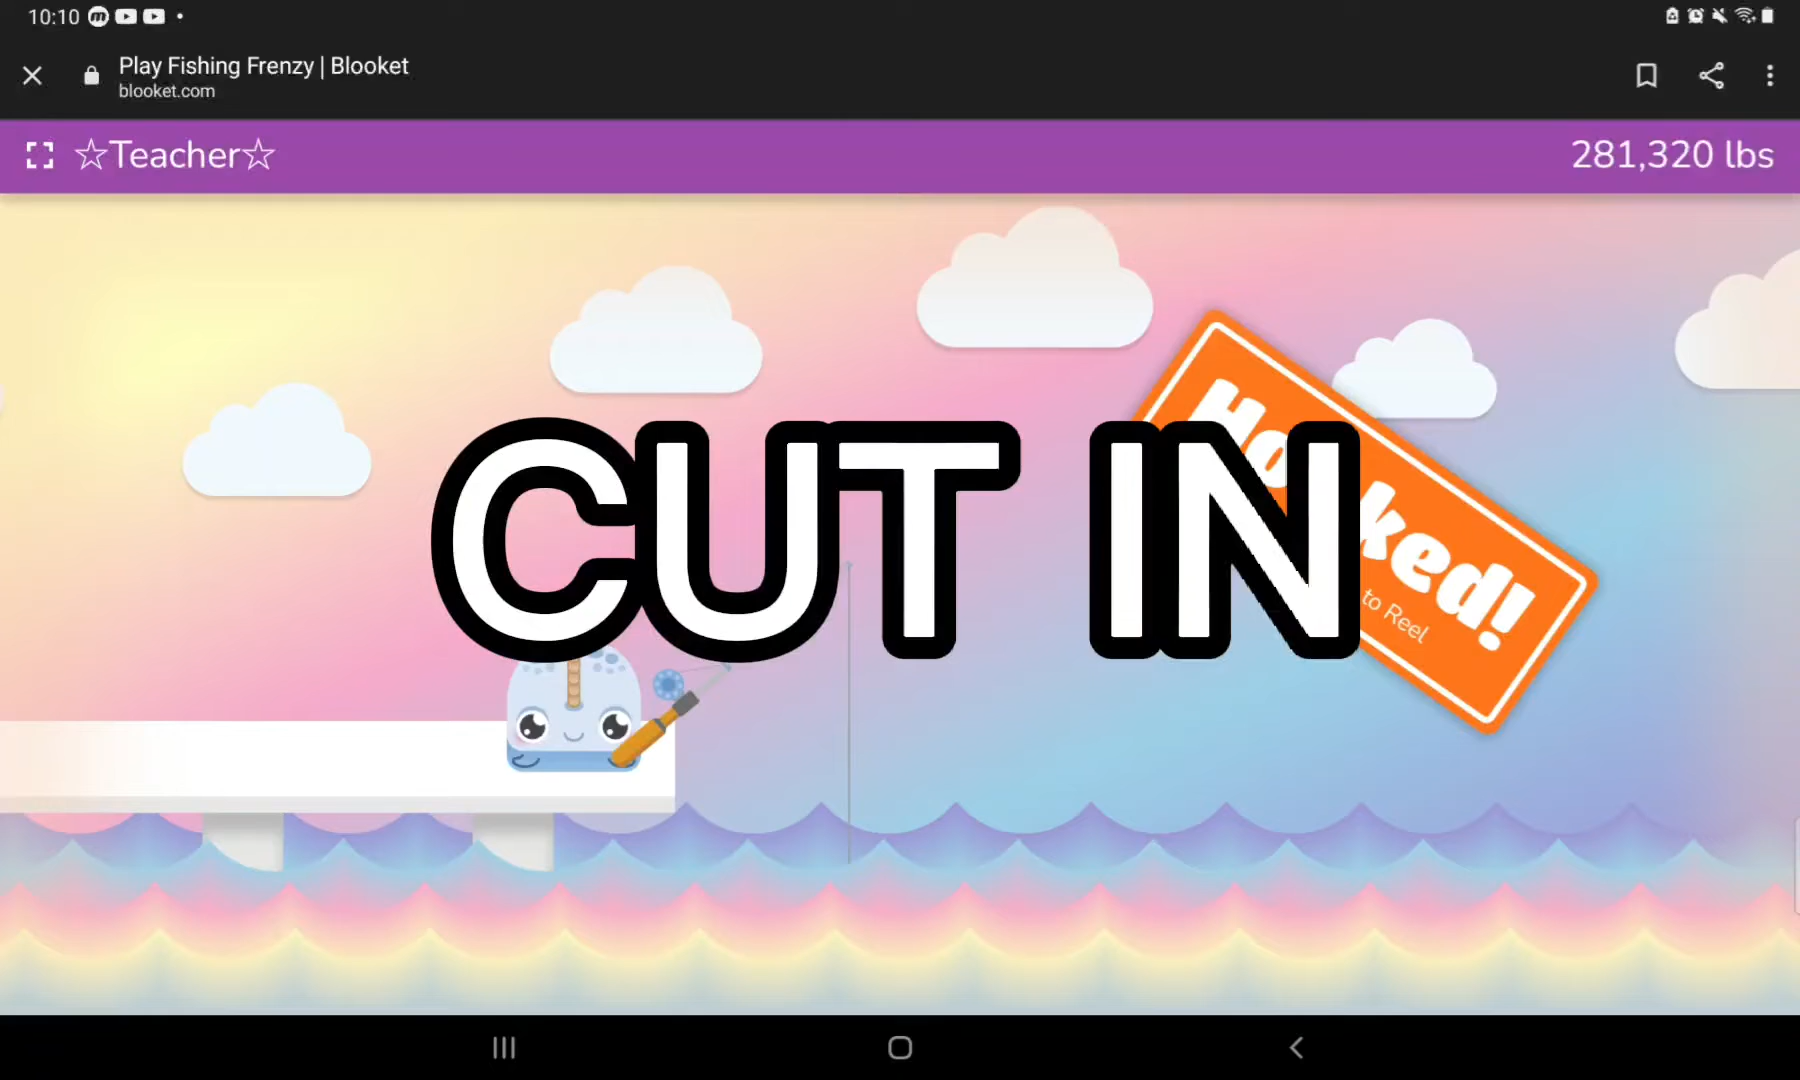 10:10
Play Fishing Frenzy | Blooket
blooket.com
☆Teacher☆
281,320 lbs
CUT IN
to Reel